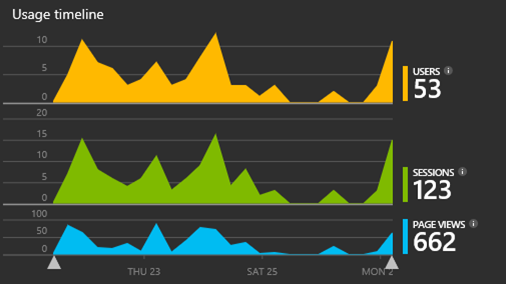 Usage timeline
10
5
0
USERS
53
20
15
10
5
0
SESSIONS
123
100
50
0
PAGE VIEWS
662
THU 23
SAT 25
MON 2